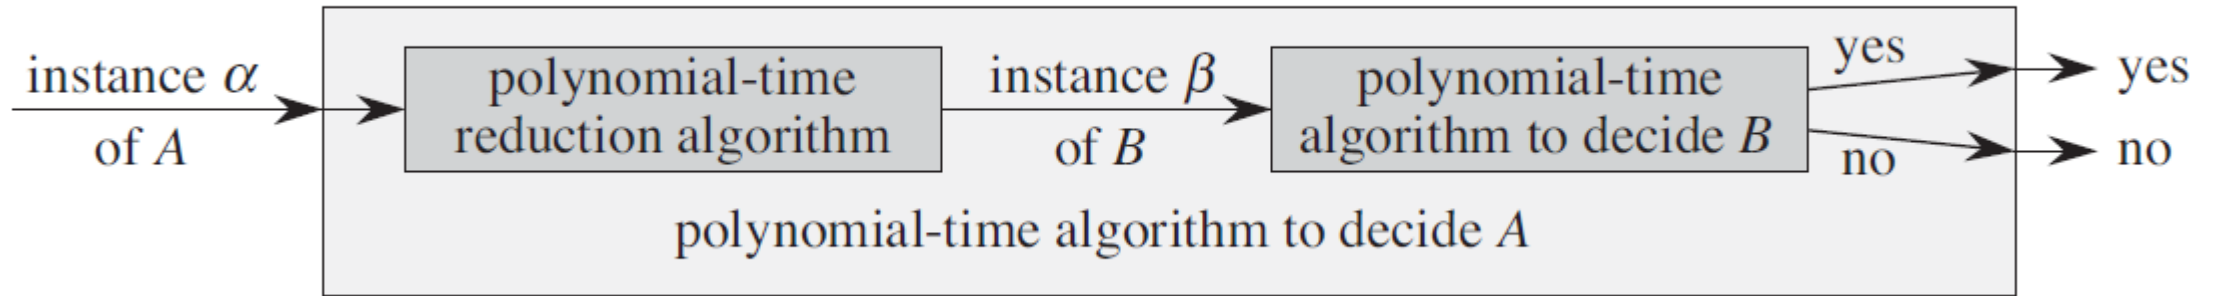 instance α
of A
polynomial-time
reduction algorithm
instance β
of B
polynomial-time
algorithm to decide B
yes
no
yes
no
polynomial-time algorithm to decide A